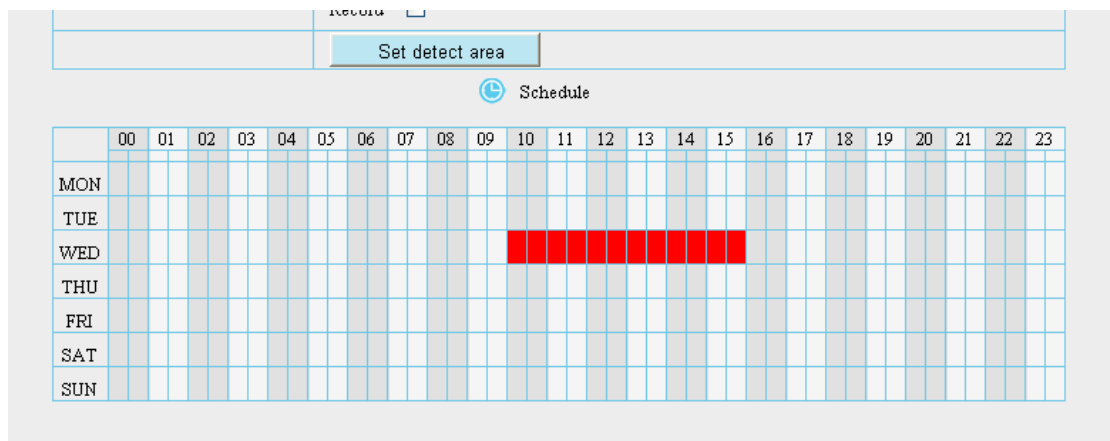 Record
Set detect area
Schedule
00 01 02 03 04 05 06 07 08 09 10 11 12 13 14 15 16 17 18 19 20 21 22 23
MON
TUE
WED
THU
FRI
SAT
SUN